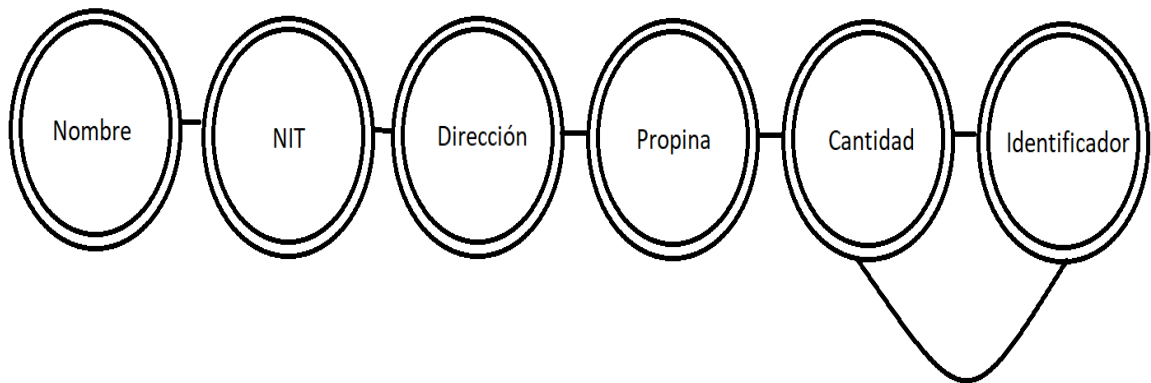 Nombre
NIT
Dirección
Propina
Cantidad
Identificador